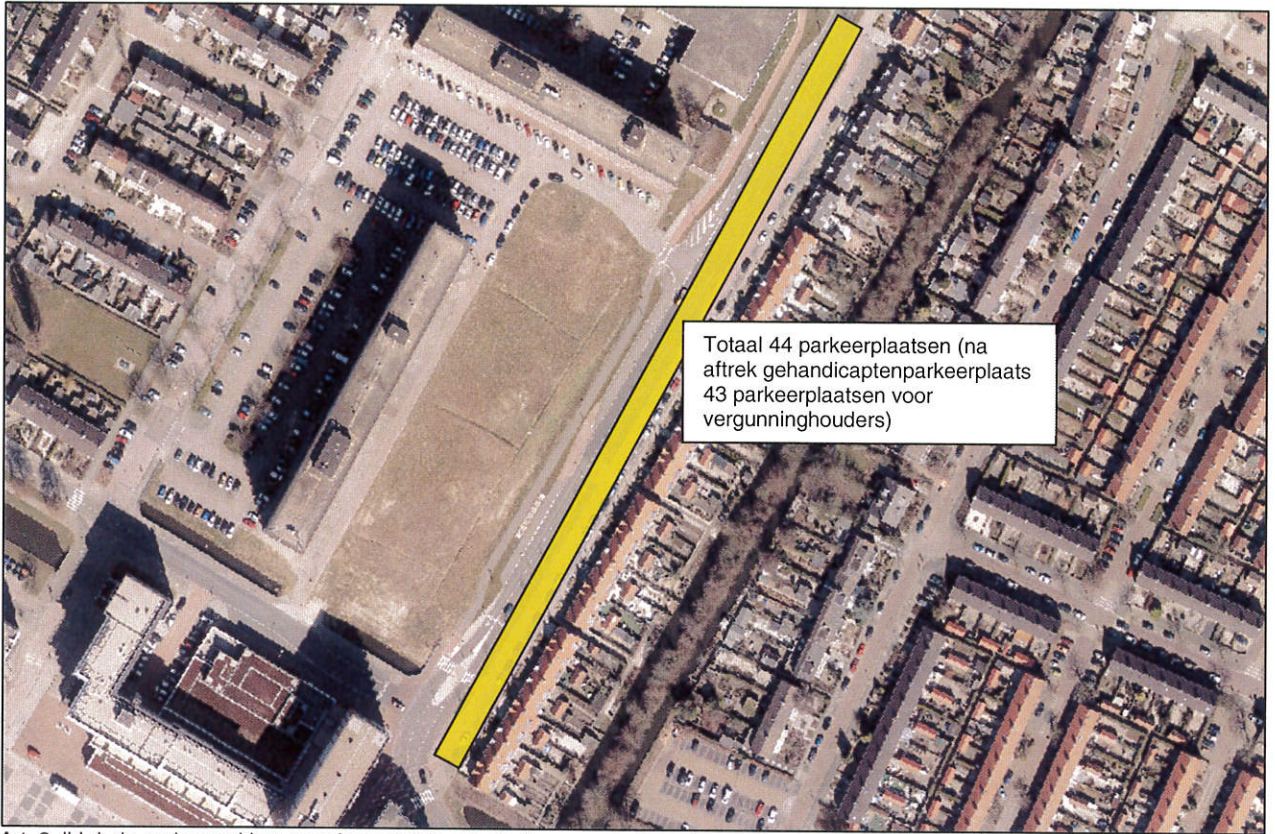 Totaal 44 parkeerplaatsen (na
aftrek gehandicaptenparkeerplaats
43 parkeerplaatsen voor
vergunninghouders)